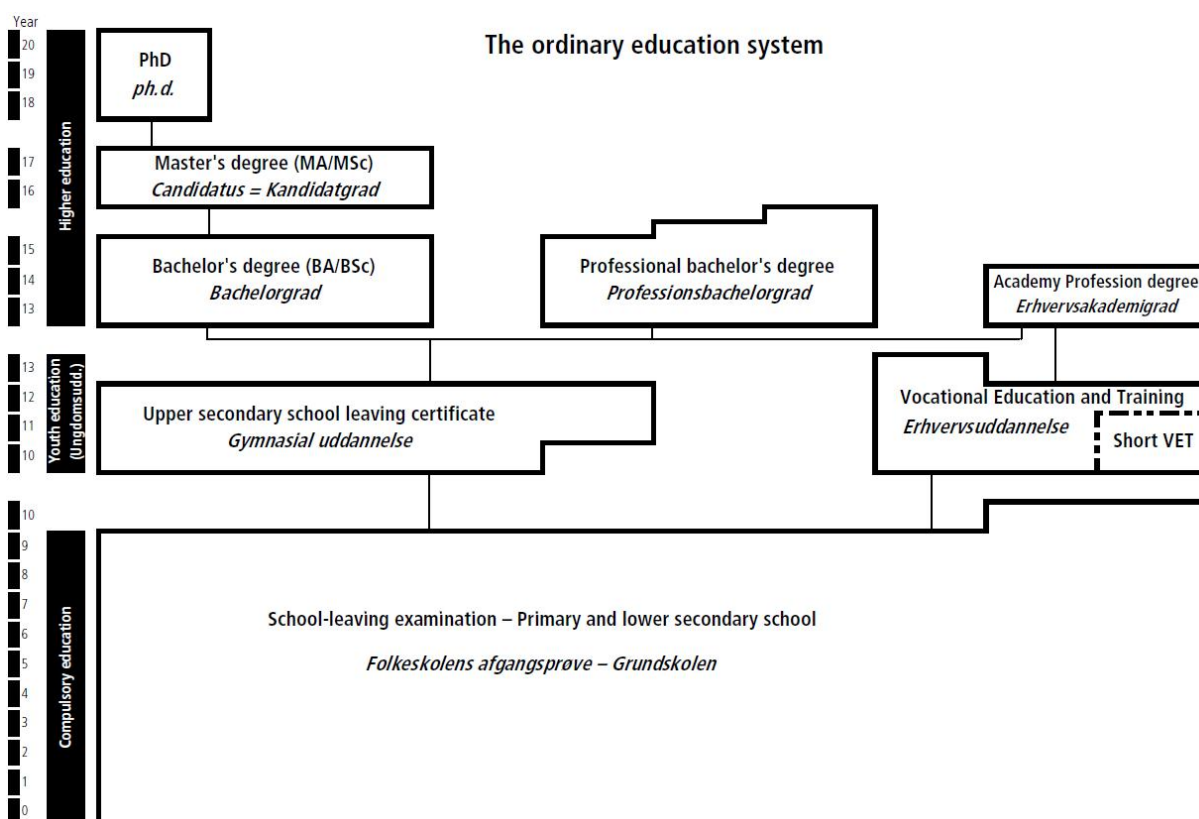 The ordinary education system
Year
20
19
18
17
16
15
14
13
13
12
11
10
10
9
8
7
6
5
4
3
2
1
0
Higher education
Youth education
(Ungdomsudd.)
Compulsory education
PhD
ph.d.
Master's degree (MA/MSc)
Candidatus = Kandidatgrad
Bachelor's degree (BA/BSc)
Bachelorgrad
Professional bachelor's degree
Professionsbachelorgrad
Academy Profession degree
Erhvervsakademigrad
Upper secondary school leaving certificate
Gymnasial uddannelse
Vocational Education and Training
Erhvervsuddannelse
Short VET
School-leaving examination – Primary and lower secondary school
Folkeskolens afgangsprøve – Grundskolen